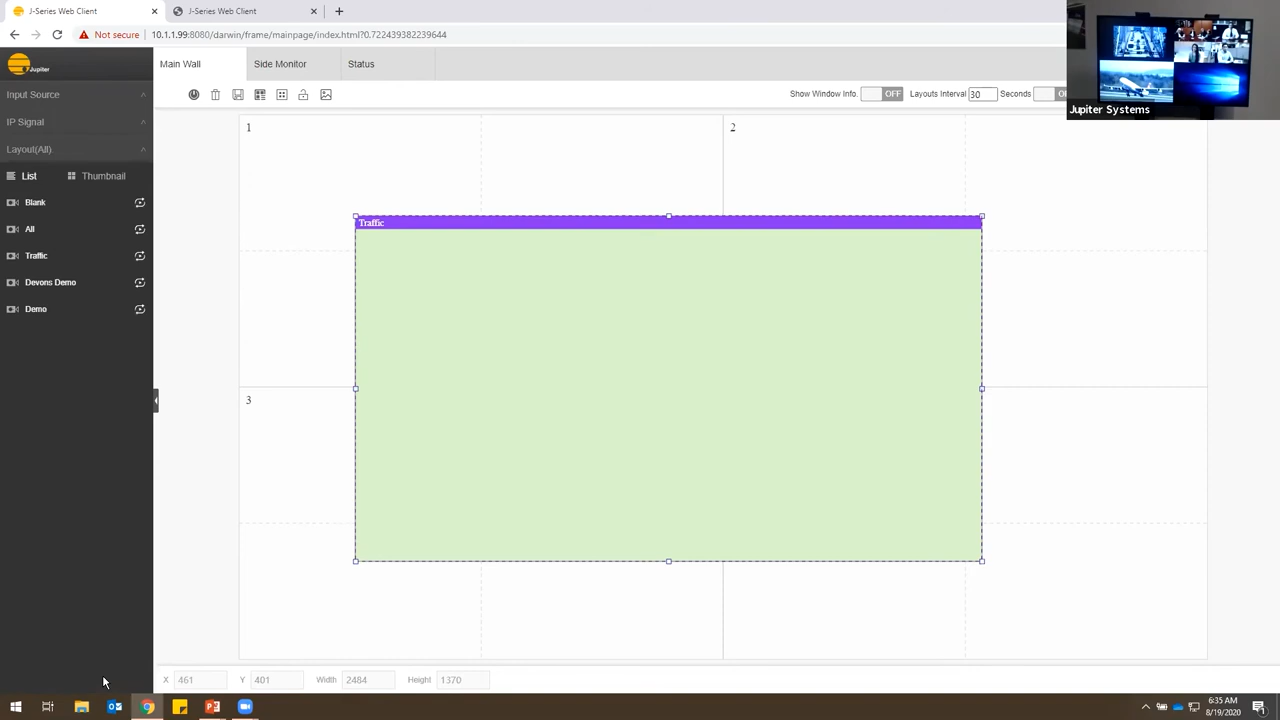 J-Series Web Client
J-Series Web Client
Not secure 10.1.1.99:8080/darwin/frame/mainpage/index.html?0.722439382239644
Jupiter
Main Wall
Side Monitor
Status
Jupiter Systems
Input Source
IP Signal
Layout(All)
List
Thumbnail
Blank
All
Traffic
Devons Demo
Demo
Show Window Info. OFF Layouts Interval 30 Seconds
1
2
Traffic
3
X 461 Y 401 Width 2484 Height 1370
6:35 AM
8/19/2020